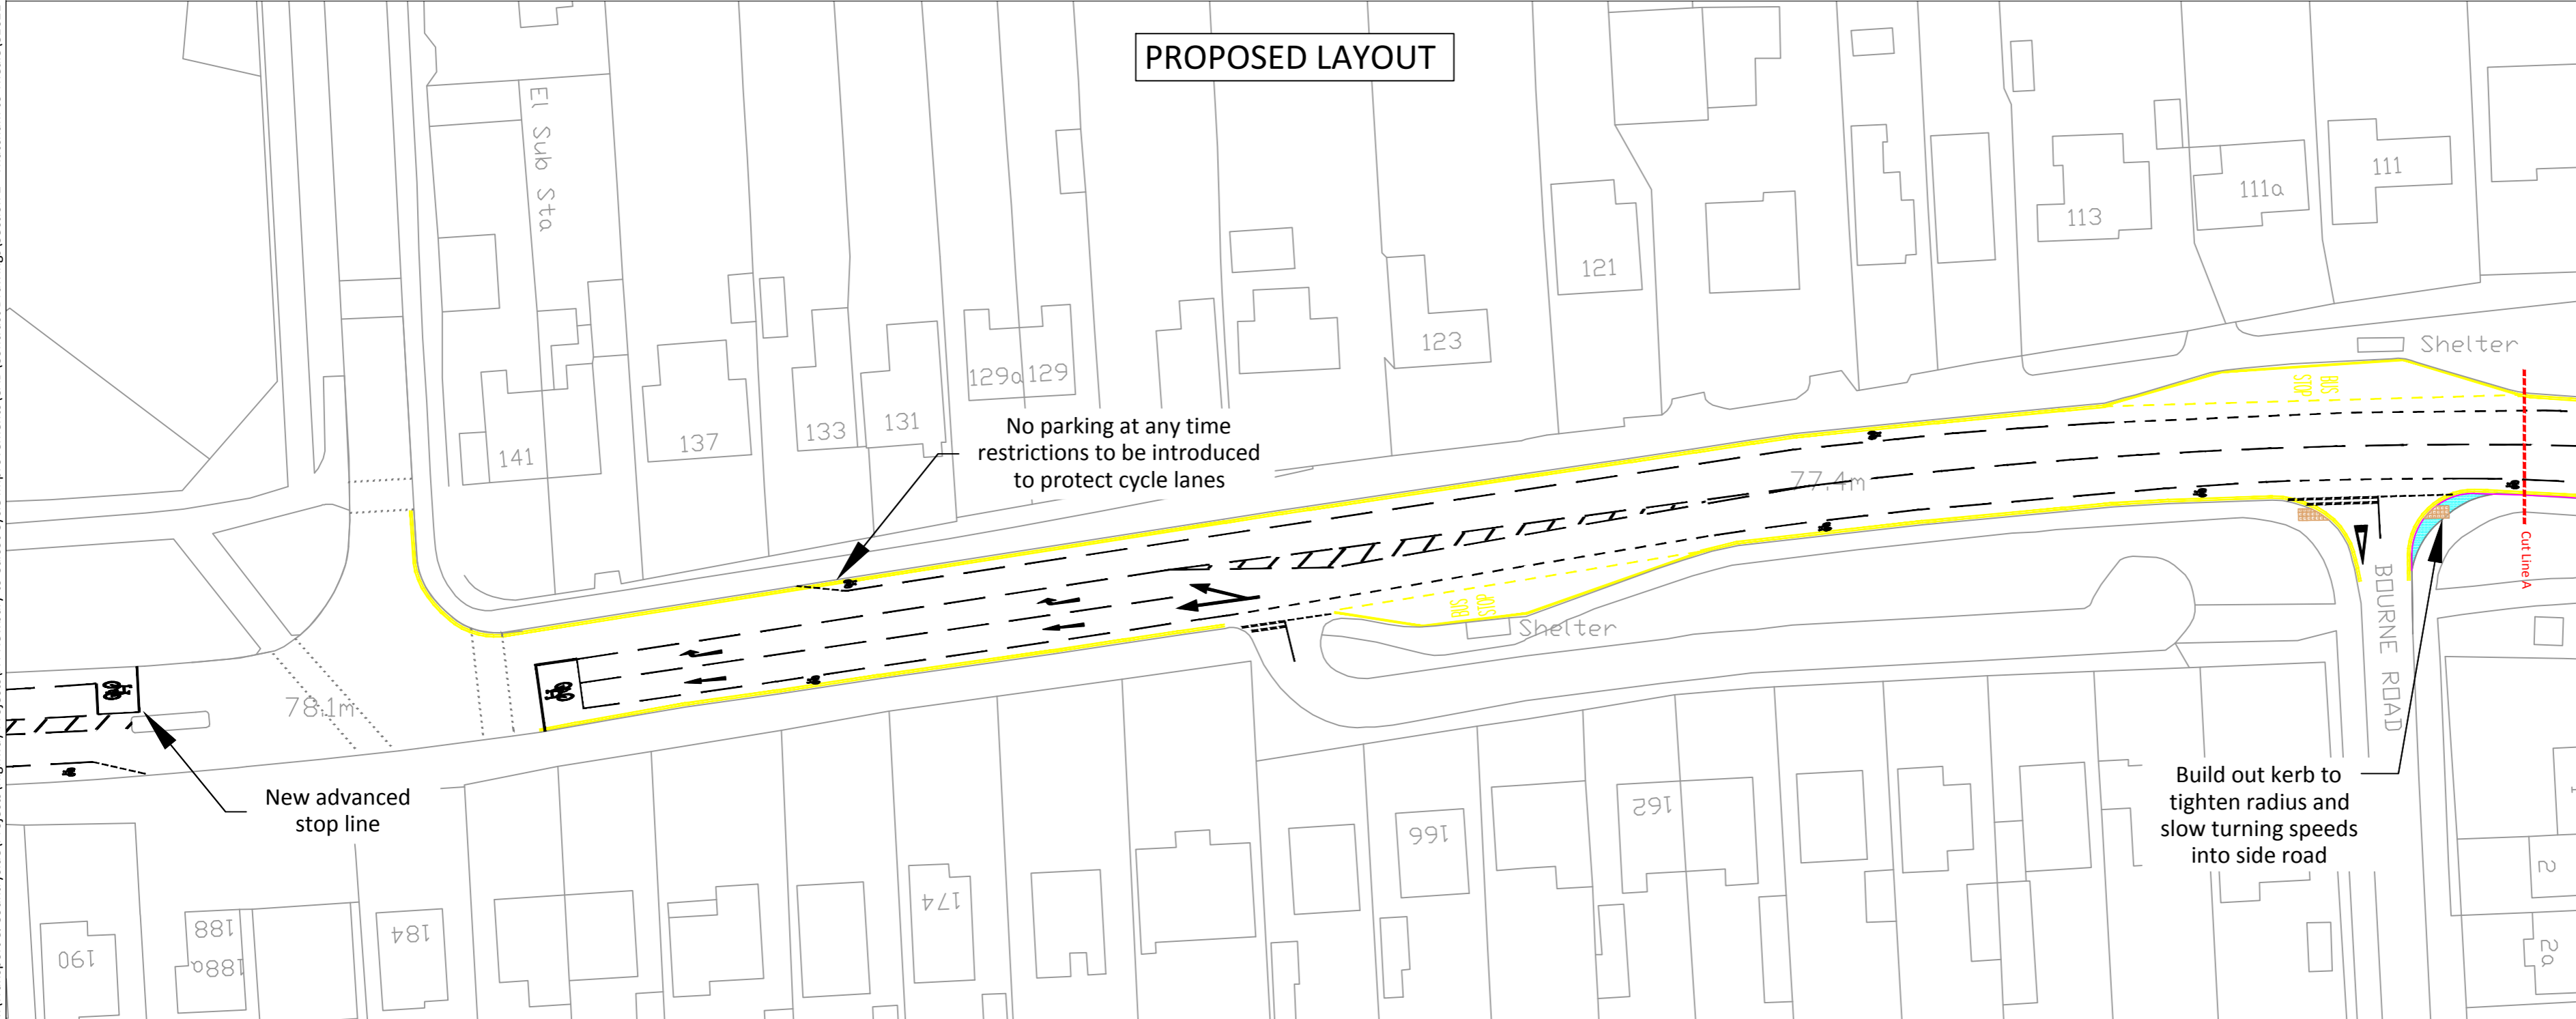 PROPOSED LAYOUT
El Sub Sta
111
111a
113
121
123
Shelter
BUS
STOP
129a
129
131
133
137
141
No parking at any time
restrictions to be introduced
to protect cycle lanes
77.4m
Cut Line A
BUS
STOP
Shelter
BOURNE ROAD
78.1m
New advanced
stop line
Build out kerb to
tighten radius and
slow turning speeds
into side road
162
166
174
184
188
188a
190
2
2a